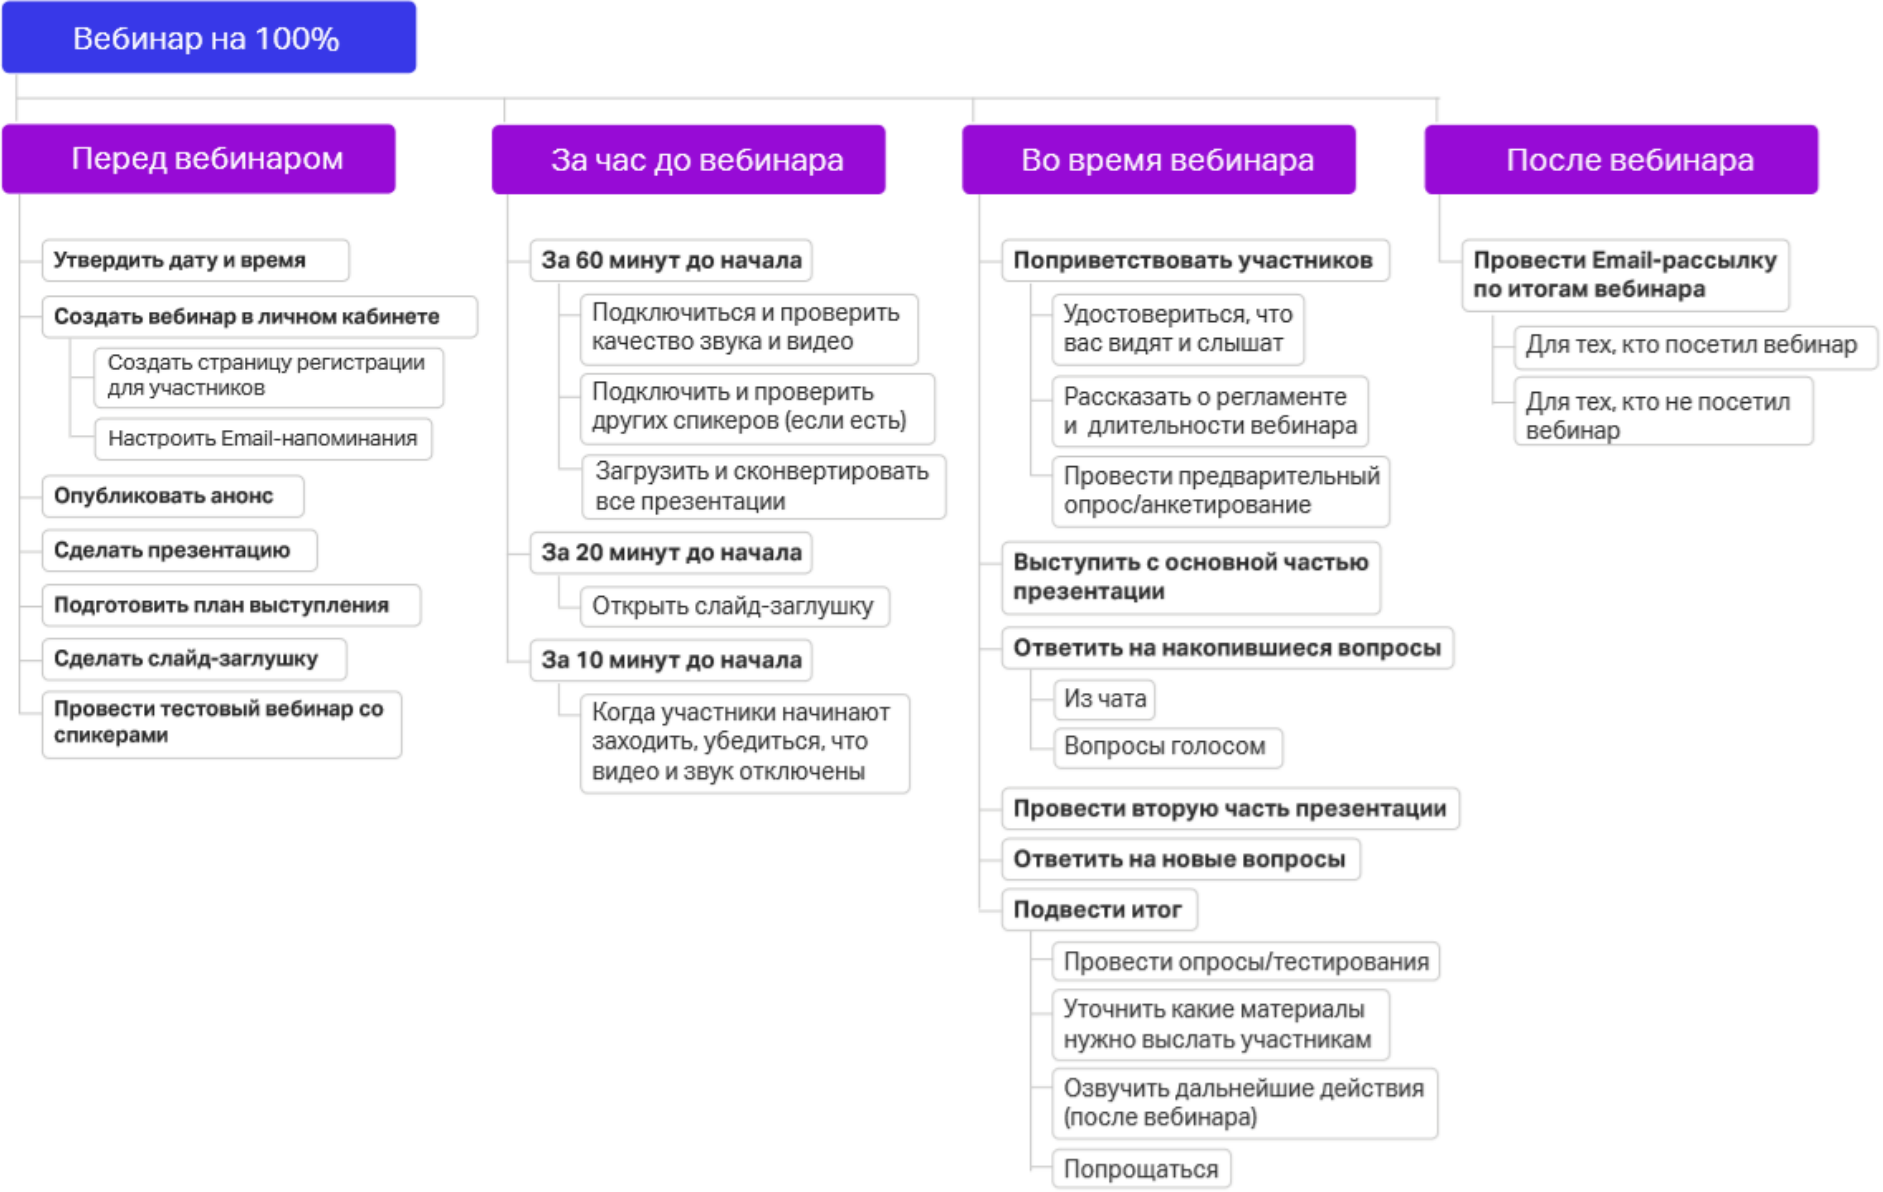 Вебинар на 100%
Перед вебинаром
Утвердить дату и время
Создать вебинар в личном кабинете
Создать страницу регистрации
для участников
Настроить Email-напоминания
Опубликовать анонс
Сделать презентацию
Подготовить план выступления
Сделать слайд-заглушку
Провести тестовый вебинар со
спикерами
За час до вебинара
За 60 минут до начала
Подключиться и проверить
качество звука и видео
Подключить и проверить
других спикеров (если есть)
Загрузить и сконвертировать
все презентации
За 20 минут до начала
Открыть слайд-заглушку
За 10 минут до начала
Когда участники начинают
заходить, убедиться, что
видео и звук отключены
Во время вебинара
Поприветствовать участников
Удостовериться, что
вас видят и слышат
Рассказать о регламенте
и длительности вебинара
Провести предварительный
опрос/анкетирование
Выступить с основной частью
презентации
Ответить на накопившиеся вопросы
Из чата
Вопросы голосом
Провести вторую часть презентации
Ответить на новые вопросы
Подвести итог
Провести опросы/тестирования
Уточнить какие материалы
нужно выслать участникам
Озвучить дальнейшие действия
(после вебинара)
Попрощаться
После вебинара
Провести Email-рассылку
по итогам вебинара
Для тех, кто посетил вебинар
Для тех, кто не посетил
вебинар